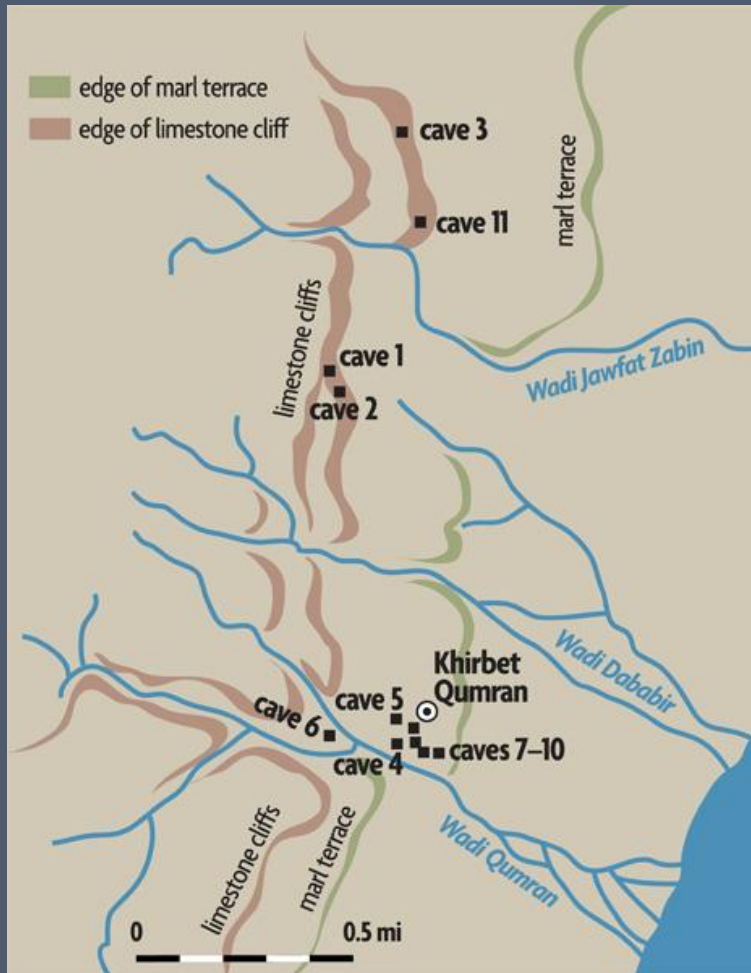 edge of marl terrace
edge of limestone cliff
cave 3
cave 11
marl terrace
limestone cliffs
Wadi Jawfat Zabin
cave 1
cave 2
Wadi Dababir
Khirbet
Qumran
cave 5
cave 6
cave 4
caves 7–10
Wadi Qumran
limestone cliffs
marl terrace
0
0.5 mi